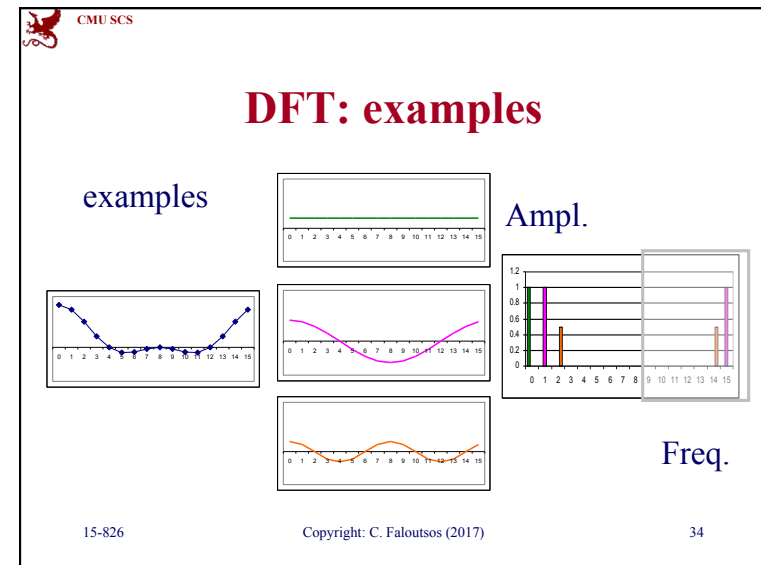 CMU SCS
DFT: examples
examples
0 1 2 3 4 5 6 7 8 9 10 11 12 13 14 15
Ampl.
1.2
1
0.8
0.6
0.4
0.2
0
0 1 2 3 4 5 6 7 8 9 10 11 12 13 14 15
0 1 2 3 4 5 6 7 8 9 10 11 12 13 14 15
0 1 2 3 4 5 6 7 8 9 10 11 12 13 14 15
0 1 2 3 4 5 6 7 8 9 10 11 12 13 14 15
Freq.
15-826
Copyright: C. Faloutsos (2017)
34